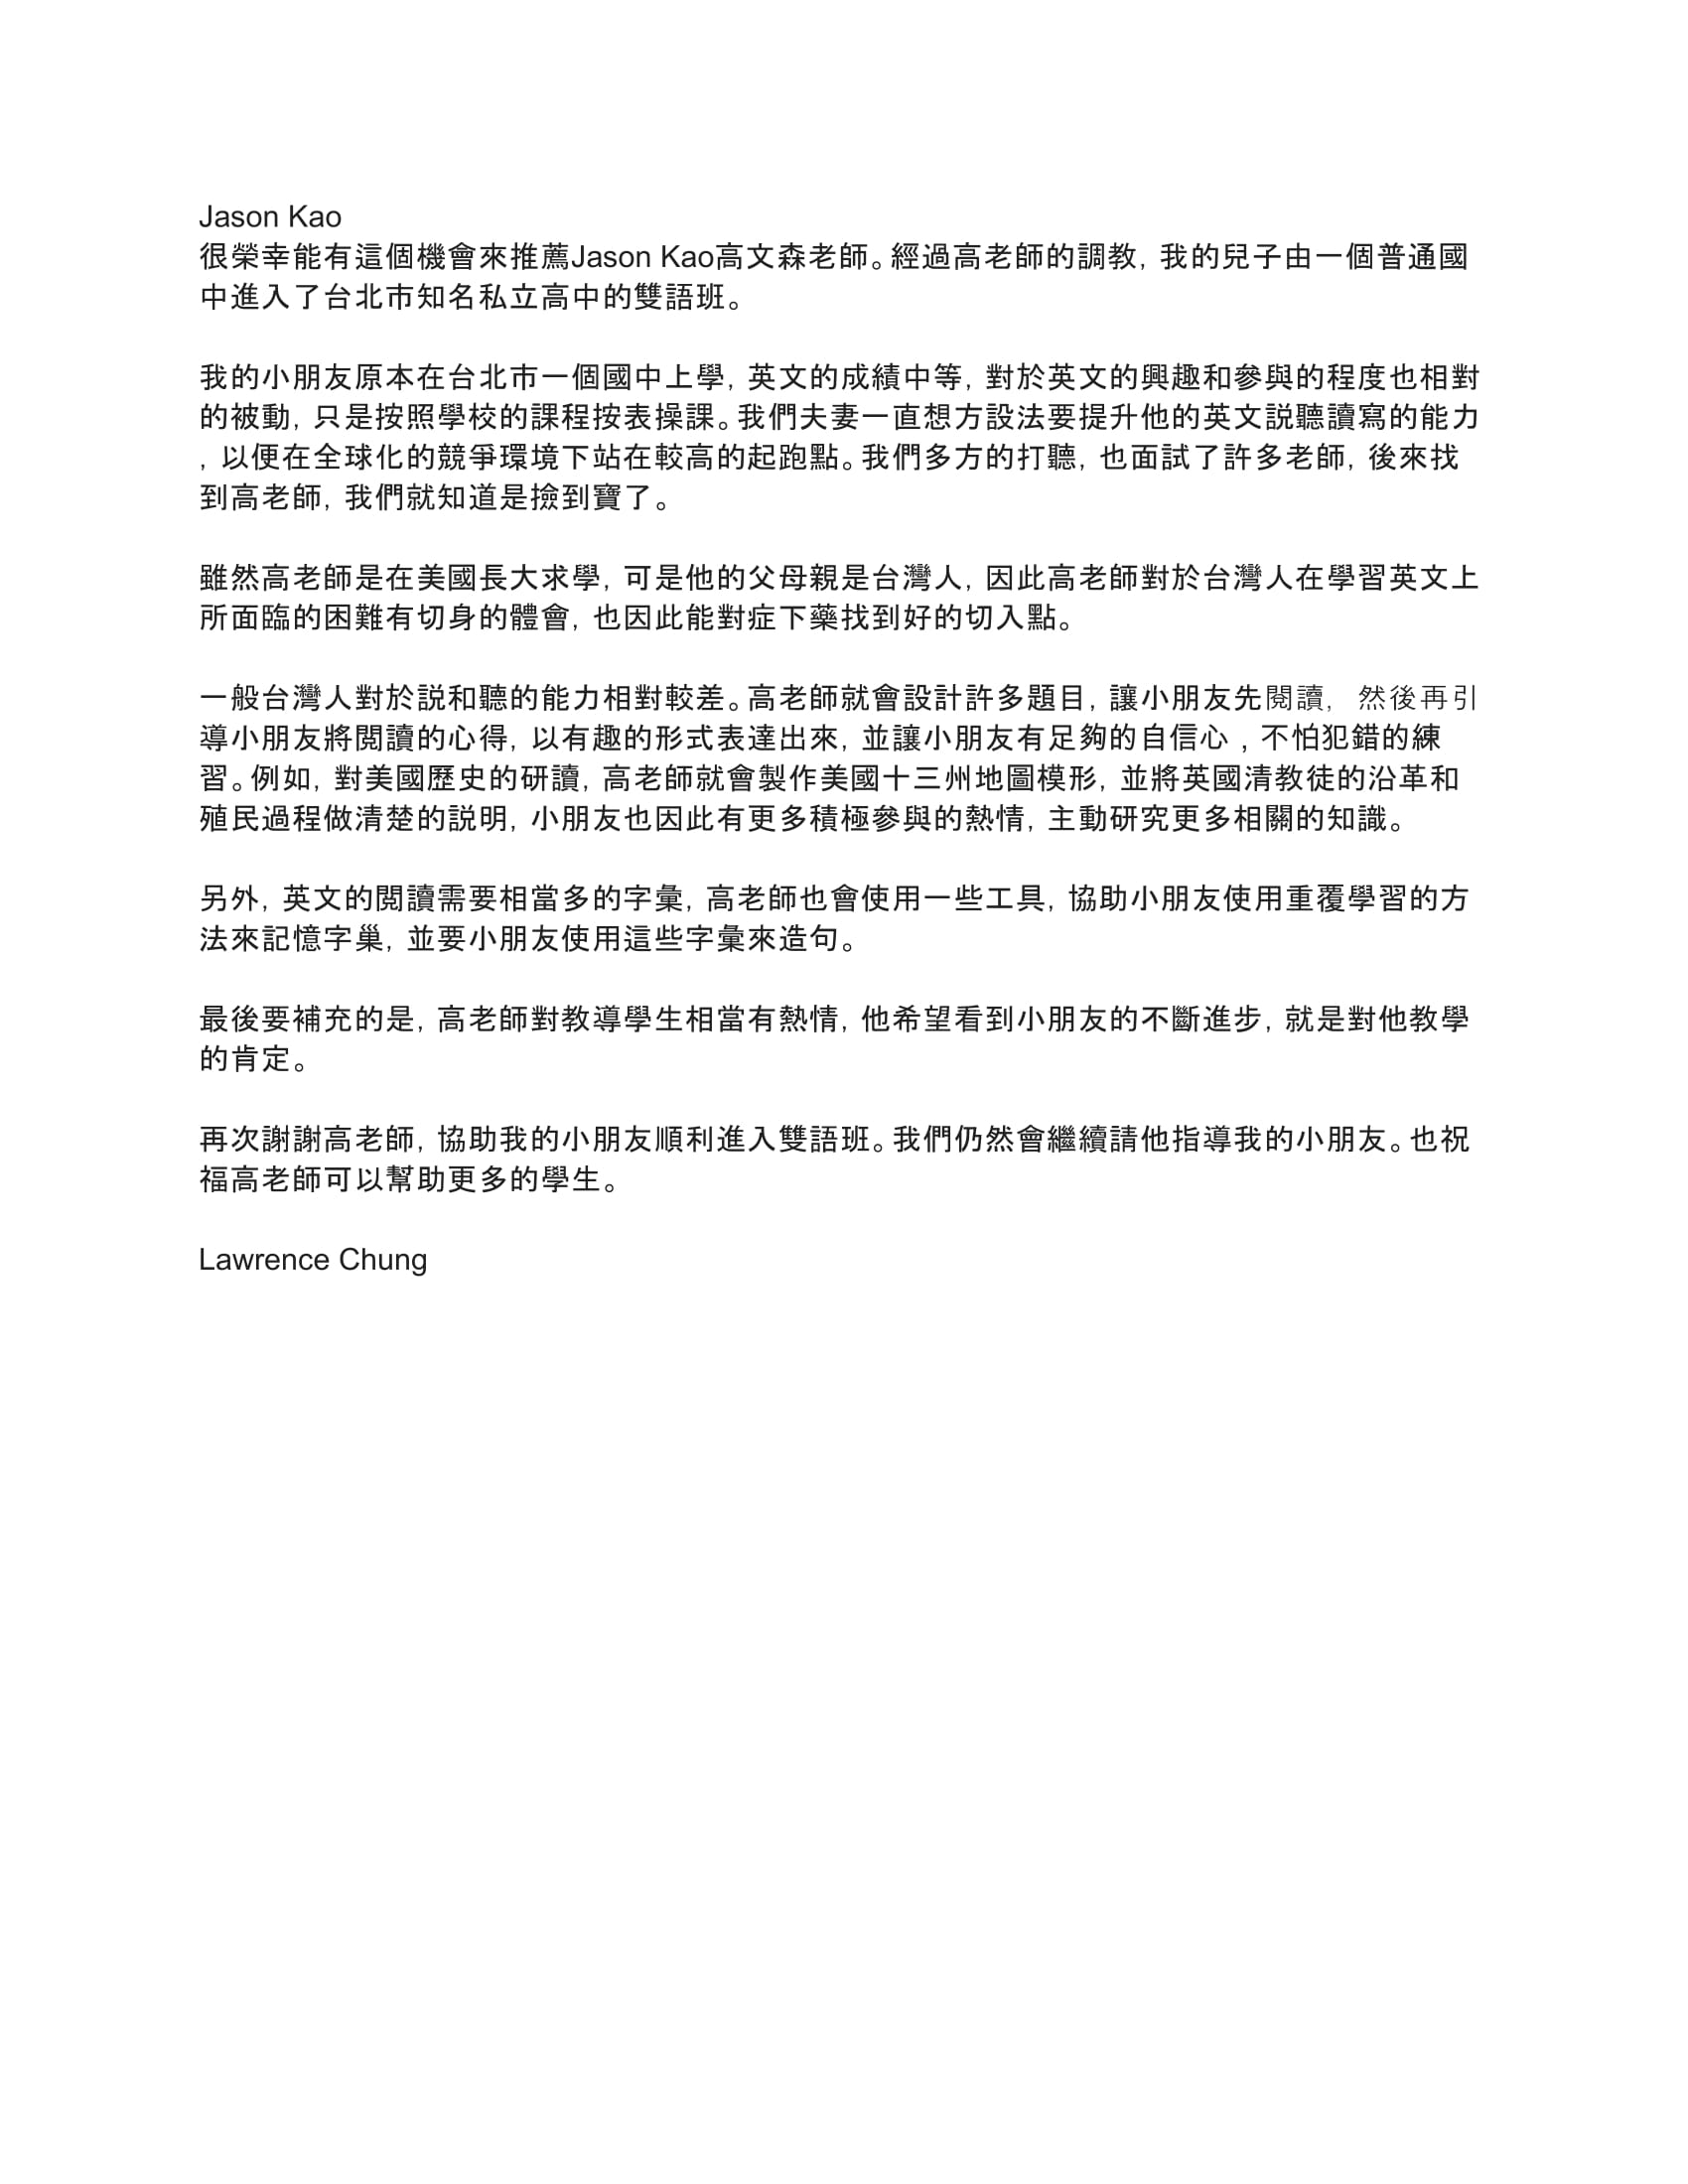 Jason Kao
很榮幸能有這個機會來推薦Jason Kao高文森老師。經過高老師的調教, 我的兒子由一個普通國
中進入了台北市知名私立高中的雙語班。
我的小朋友原本在台北市一個國中上學, 英文的成績中等, 對於英文的興趣和參與的程度也相對
的被動, 只是按照學校的課程按表操課。我們夫妻一直想方設法要提升他的英文説聽讀寫的能力
, 以便在全球化的競爭環境下站在較高的起跑點。我們多方的打聽, 也面試了許多老師, 後來找
到高老師, 我們就知道是撿到寶了。
雖然高老師是在美國長大求學, 可是他的父母親是台灣人, 因此高老師對於台灣人在學習英文上
所面臨的困難有切身的體會, 也因此能對症下藥找到好的切入點。
一般台灣人對於説和聽的能力相對較差。高老師就會設計許多題目, 讓小朋友先閱讀, 然後再引
導小朋友將閱讀的心得, 以有趣的形式表達出來, 並讓小朋友有足夠的自信心 , 不怕犯錯的練
習。例如, 對美國歷史的研讀, 高老師就會製作美國十三州地圖模形, 並將英國清教徒的沿革和
殖民過程做清楚的説明, 小朋友也因此有更多積極參與的熱情, 主動研究更多相關的知識。
另外, 英文的閱讀需要相當多的字彙, 高老師也會使用一些工具, 協助小朋友使用重覆學習的方
法來記憶字巢, 並要小朋友使用這些字彙來造句。
最後要補充的是, 高老師對教導學生相當有熱情, 他希望看到小朋友的不斷進步, 就是對他教學
的肯定。
再次謝謝高老師, 協助我的小朋友順利進入雙語班。我們仍然會繼續請他指導我的小朋友。也祝
福高老師可以幫助更多的學生。
Lawrence Chung